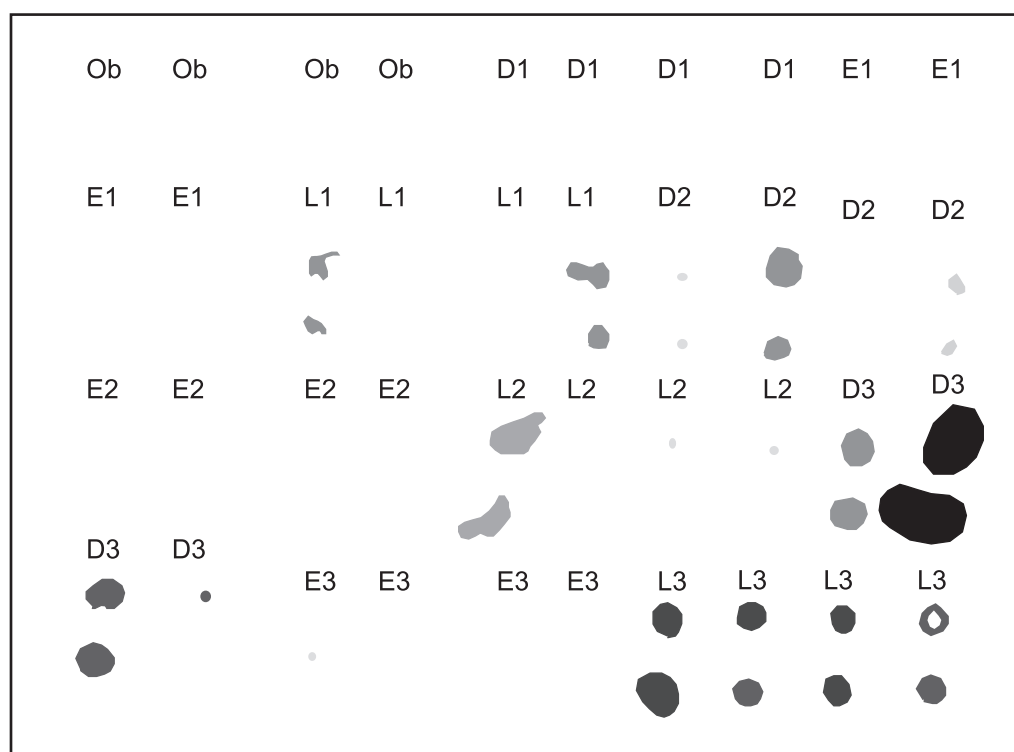 Ob Ob Ob Ob D1 D1 D1 D1 E1 E1
E1 E1 L1 L1 L1 L1 D2 D2 D2 D2
E2 E2 E2 E2 L2 L2 L2 L2 D3 D3
D3 D3 E3 E3 E3 E3 L3 L3 L3 L3